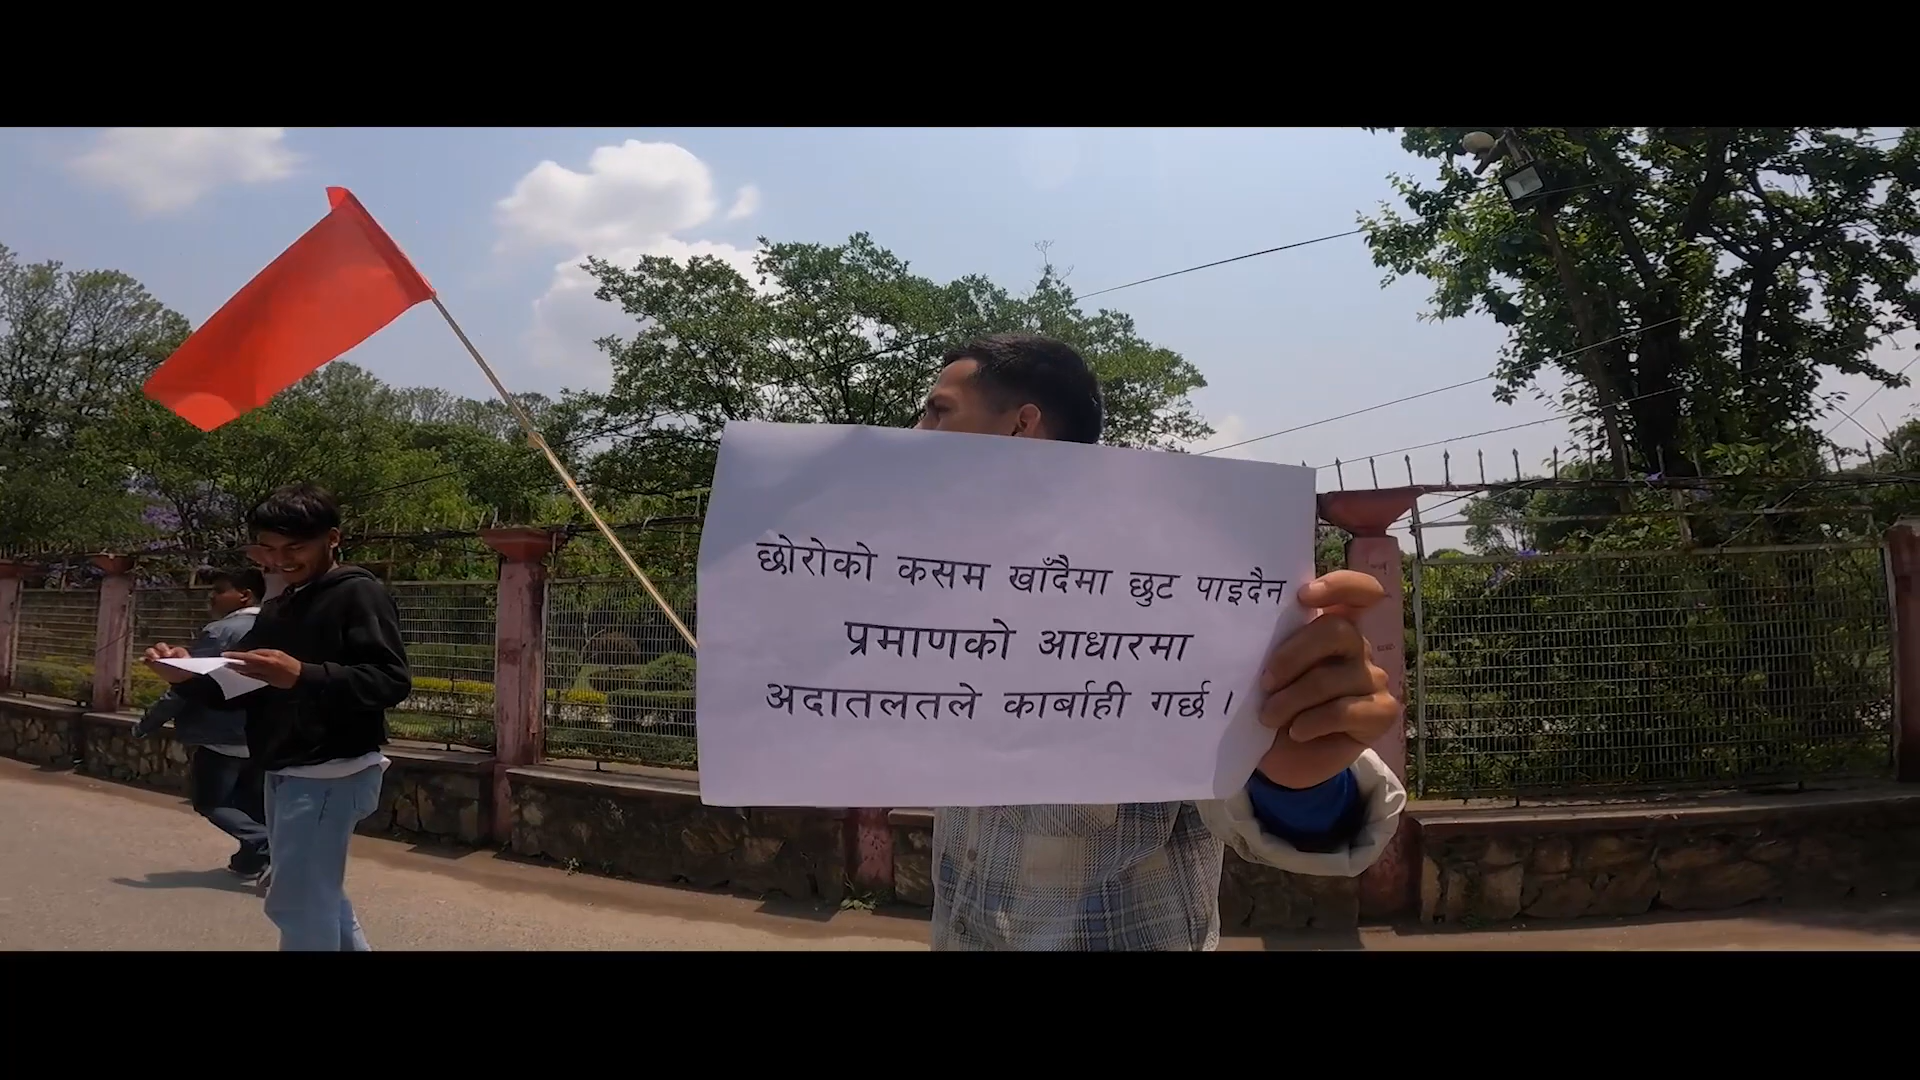 छोरोको कसम खाँदैमा छुट पाइदैन
प्रमाणको आधारमा
अदातलतले कार्बाही गर्छ ।